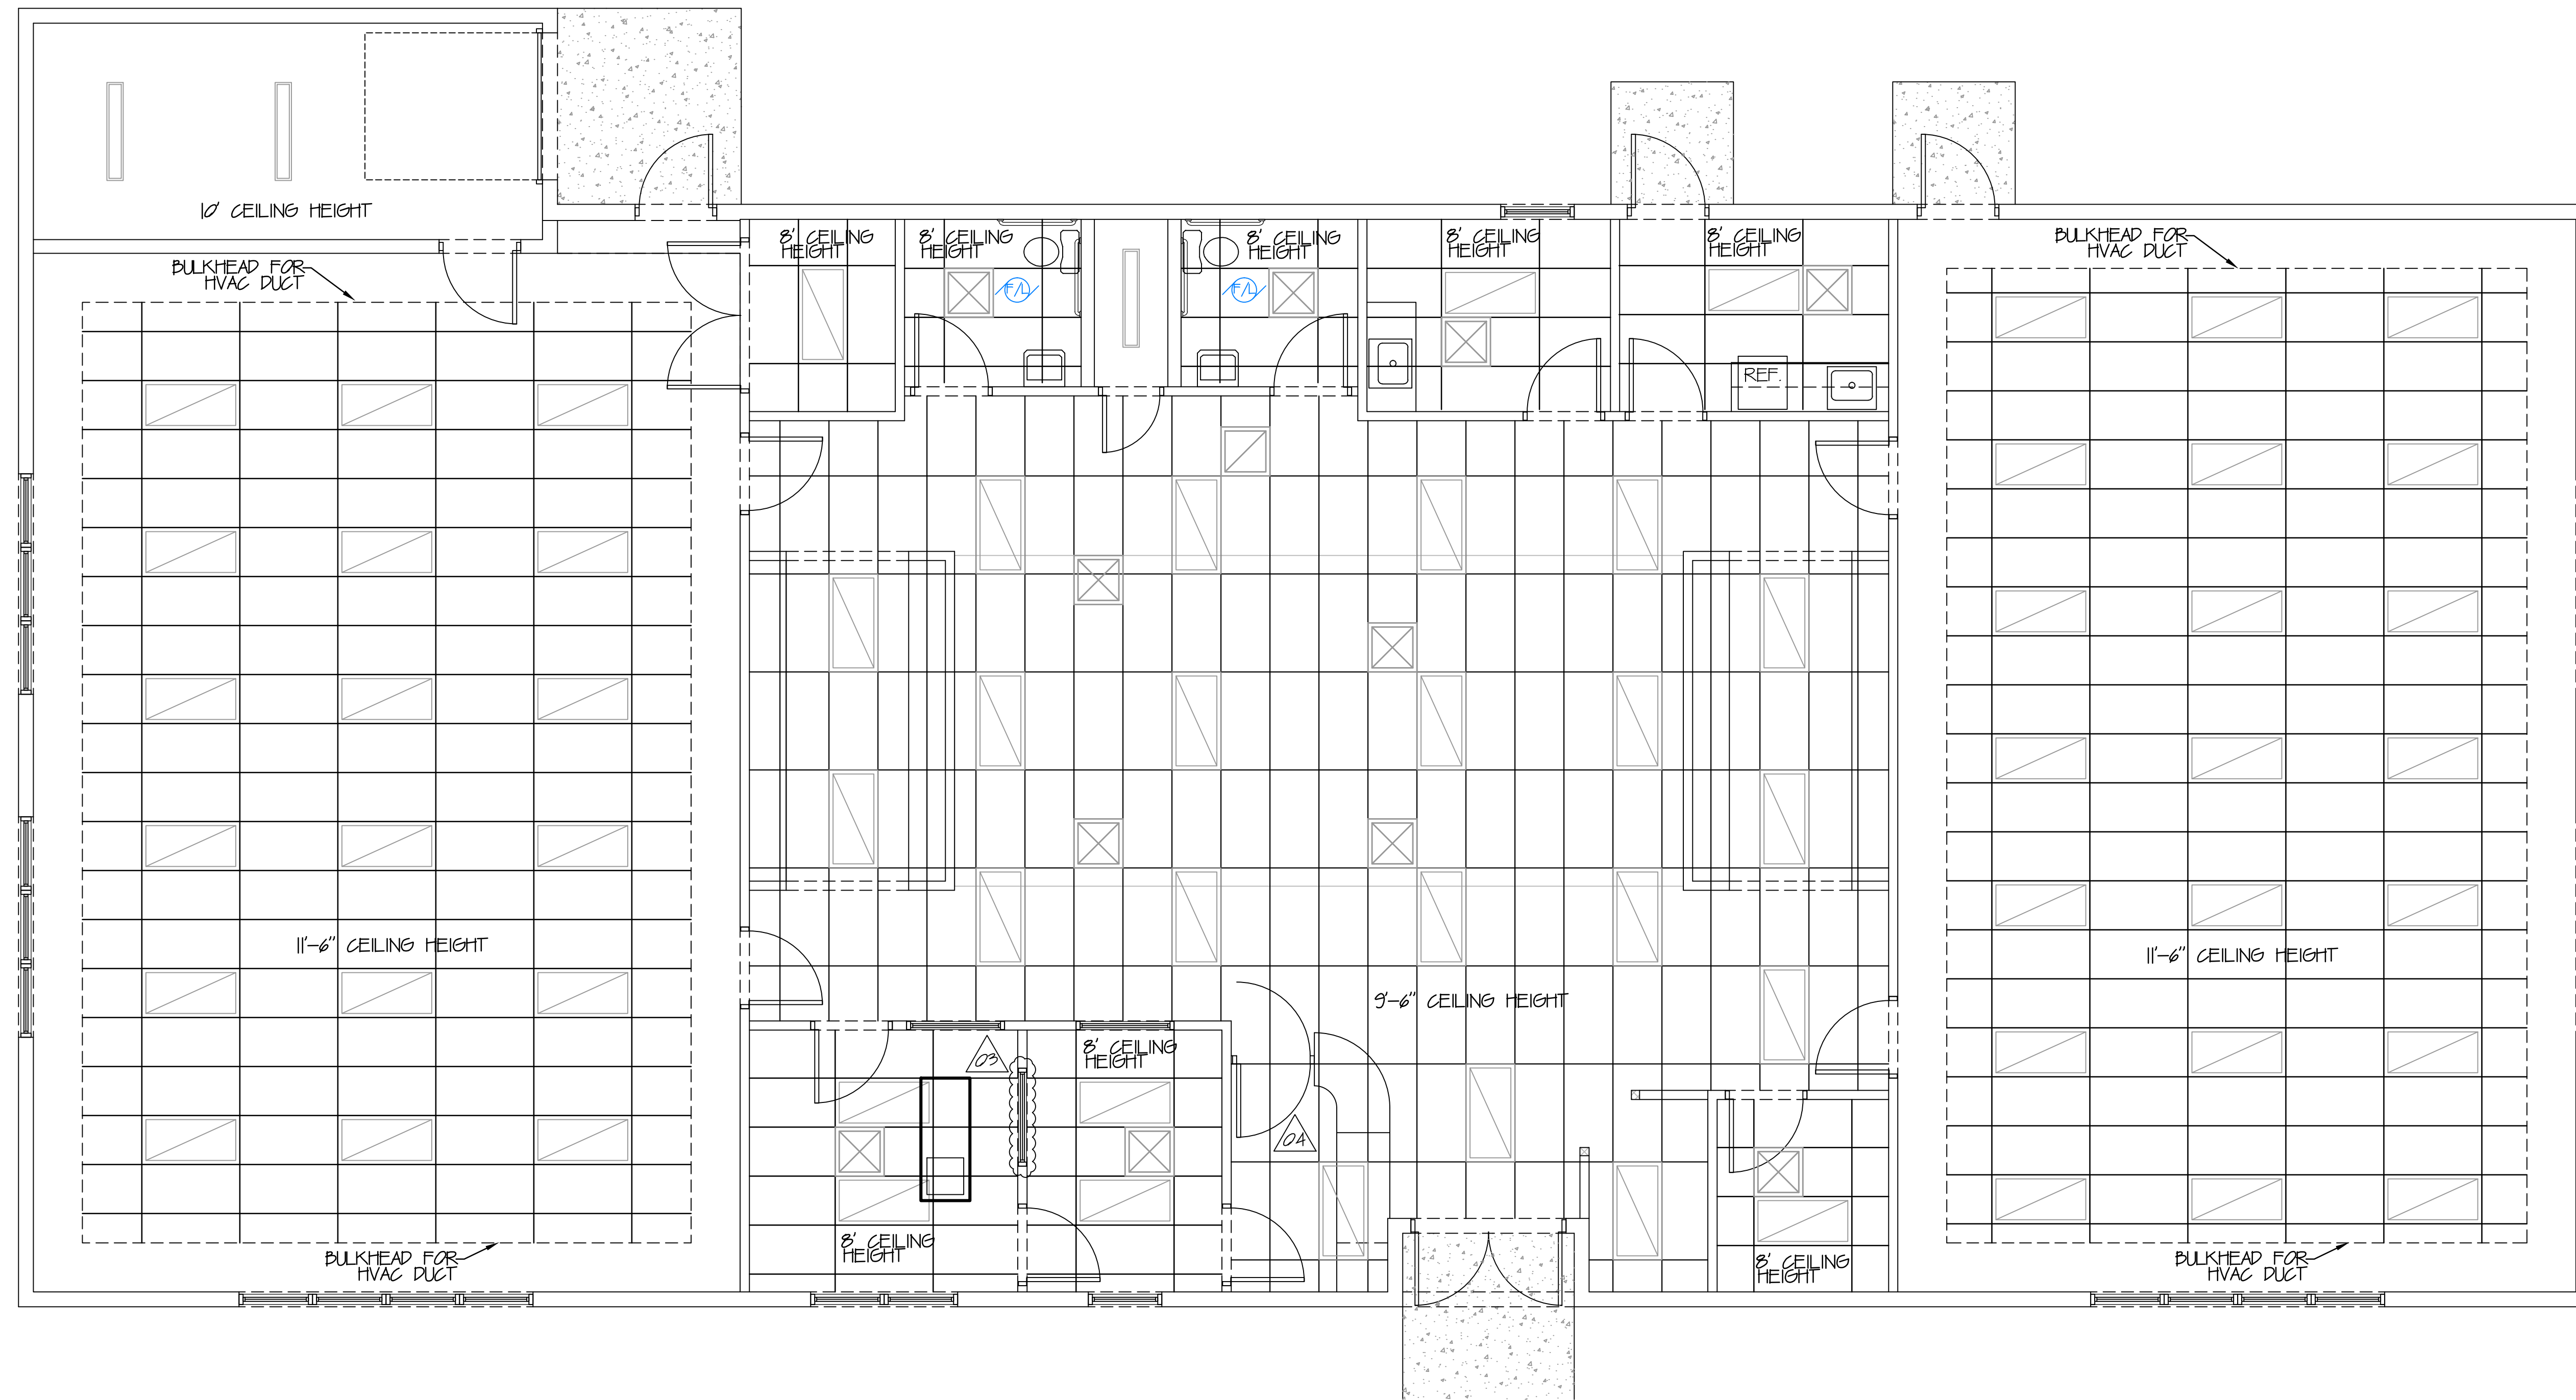 10' CEILING HEIGHT
BULKHEAD FOR
HVAC DUCT
8' CEILING
HEIGHT
8' CEILING
HEIGHT
F/L
F/L
8' CEILING
HEIGHT
8' CEILING
HEIGHT
8' CEILING
HEIGHT
REF.
BULKHEAD FOR
HVAC DUCT
11'-6" CEILING HEIGHT
9'-6" CEILING HEIGHT
11'-6" CEILING HEIGHT
03
8' CEILING
HEIGHT
04
8' CEILING
HEIGHT
8' CEILING
HEIGHT
BULKHEAD FOR
HVAC DUCT
BULKHEAD FOR
HVAC DUCT